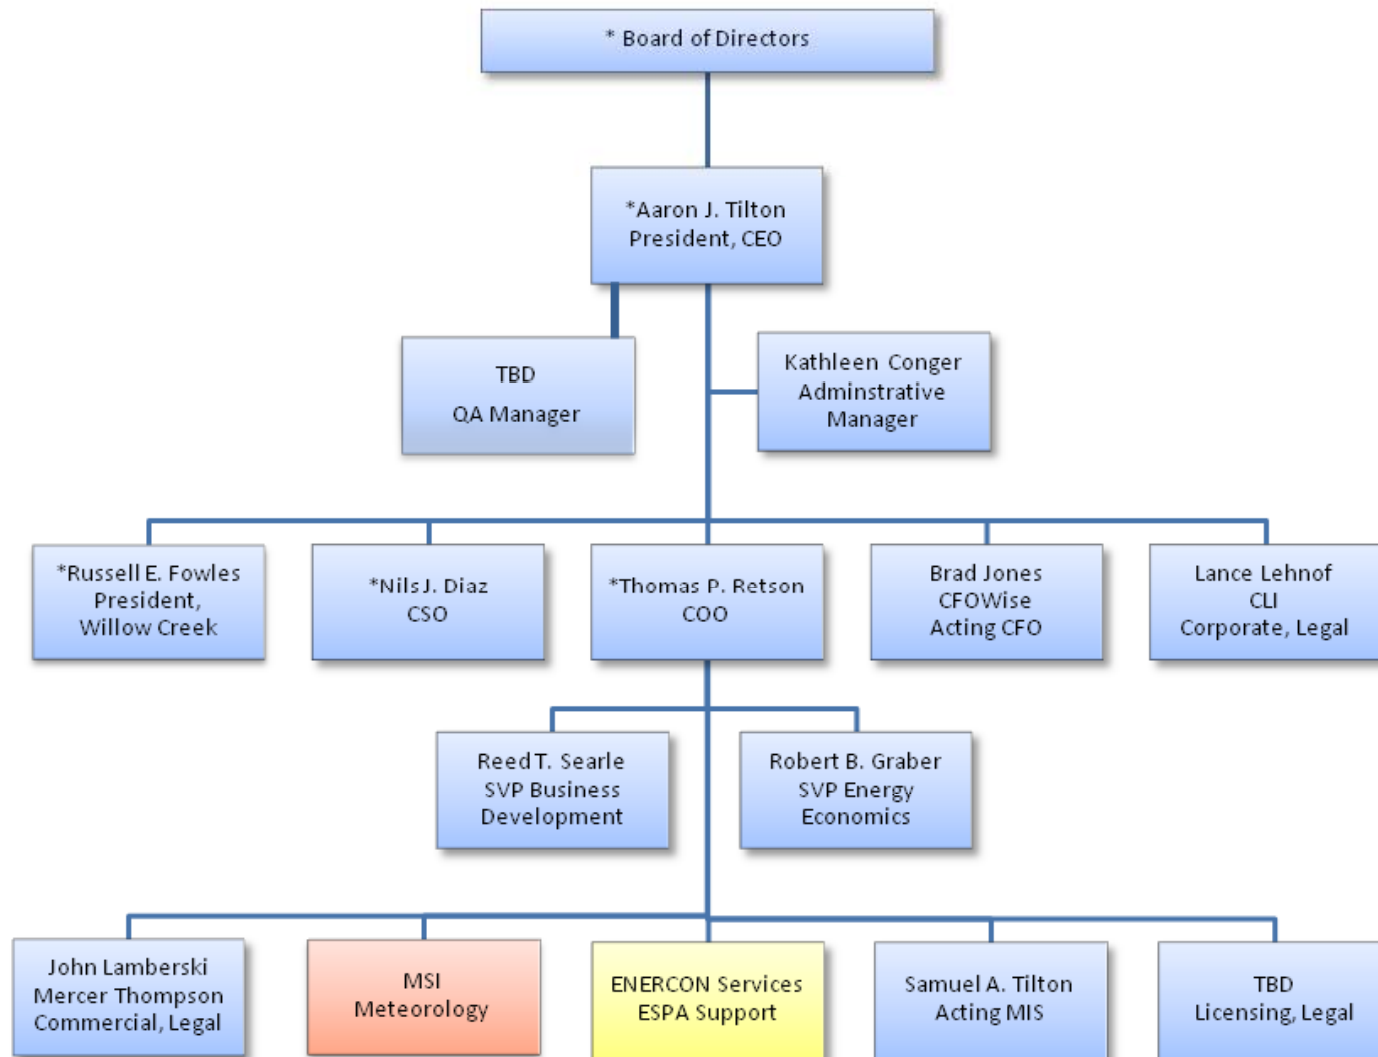 * Board of Directors
*Aaron J. Tilton
President, CEO
TBD
QA Manager
Kathleen Conger
Adminstrative
Manager
*Russell E. Fowles
President,
Willow Creek
*Nils J. Diaz
CSO
*Thomas P. Retson
COO
Brad Jones
CFOWise
Acting CFO
Lance Lehnof
CLI
Corporate, Legal
Reed T. Searle
SVP Business
Development
Robert B. Graber
SVP Energy
Economics
John Lamberski
Mercer Thompson
Commercial, Legal
MSI
Meteorology
ENERCON Services
ESPA Support
Samuel A. Tilton
Acting MIS
TBD
Licensing, Legal